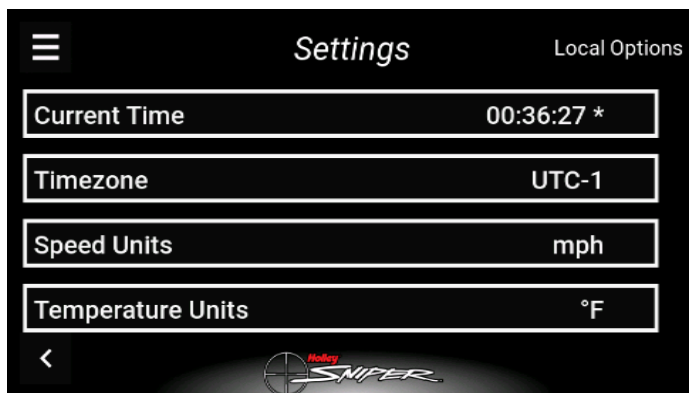 Settings
Local Options
Current Time 00:36:27 *
Timezone UTC-1
Speed Units mph
Temperature Units °F
Holley
SNIPER